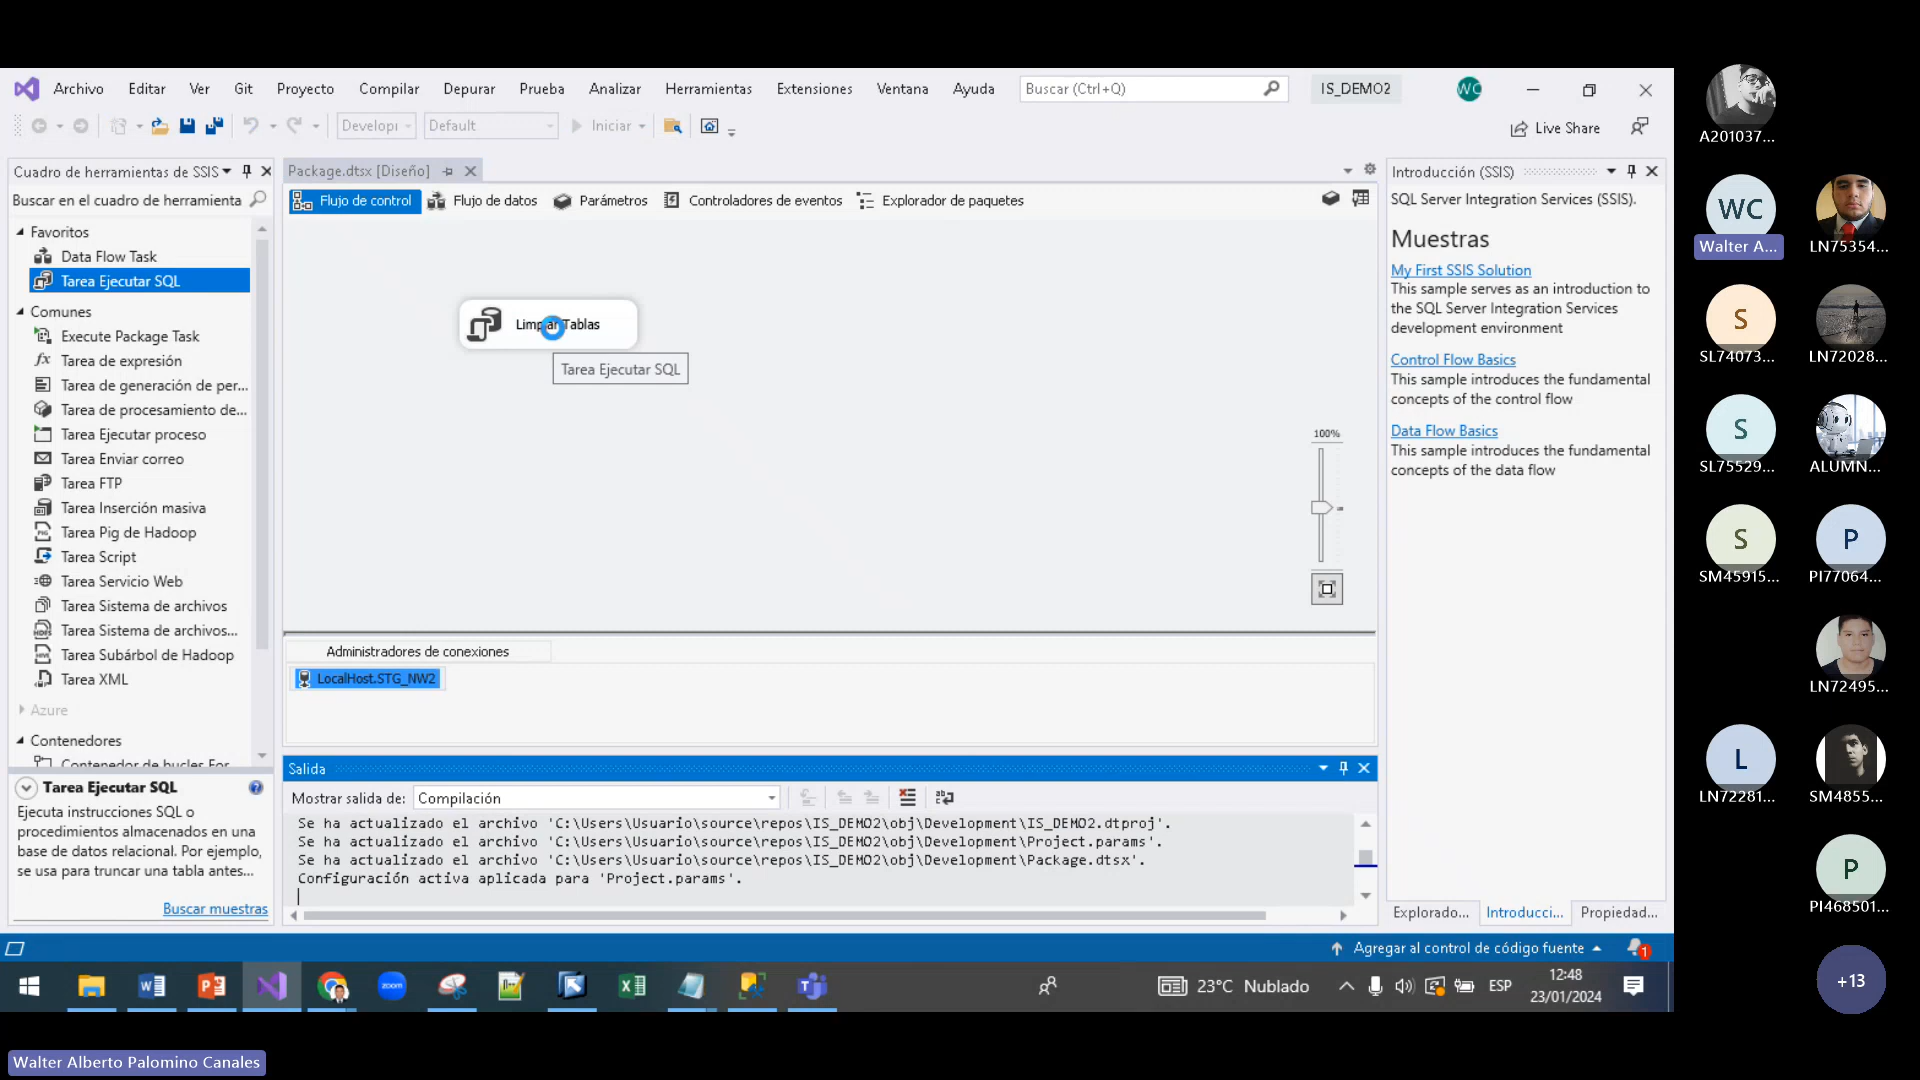 Archivo Editar Ver Git Proyecto Compilar Depurar Prueba Analizar Herramientas Extensiones Ventana Ayuda Buscar (Ctrl+Q) IS_DEMO2 WC
Developi Default Iniciar Live Share
Cuadro de herramientas de SSIS
Buscar en el cuadro de herramienta
Favoritos
Data Flow Task
Tarea Ejecutar SQL
Comunes
Execute Package Task
Tarea de expresión
Tarea de generación de per...
Tarea de procesamiento de...
Tarea Ejecutar proceso
Tarea Enviar correo
Tarea FTP
Tarea Inserción masiva
Tarea Pig de Hadoop
Tarea Script
Tarea Servicio Web
Tarea Sistema de archivos
Tarea Sistema de archivos...
Tarea Subárbol de Hadoop
Tarea XML
Azure
Contenedores
Contenedor de bucles For
Tarea Ejecutar SQL
Ejecuta instrucciones SQL o
procedimientos almacenados en una
base de datos relacional. Por ejemplo,
se usa para truncar una tabla antes...
Buscar muestras
Package.dtsx [Diseño]
Flujo de control Flujo de datos Parámetros Controladores de eventos Explorador de paquetes
Limpiar Tablas
Tarea Ejecutar SQL
100%
Administradores de conexiones
LocalHost.STG_NW2
Salida
Mostrar salida de: Compilación
Se ha actualizado el archivo 'C:\Users\Usuario\source\repos\IS_DEMO2\obj\Development\IS_DEMO2.dtproj'.
Se ha actualizado el archivo 'C:\Users\Usuario\source\repos\IS_DEMO2\obj\Development\Project.params'.
Se ha actualizado el archivo 'C:\Users\Usuario\source\repos\IS_DEMO2\obj\Development\Package.dtsx'.
Configuración activa aplicada para 'Project.params'.
Introducción (SSIS)
SQL Server Integration Services (SSIS).
Muestras
My First SSIS Solution
This sample serves as an introduction to
the SQL Server Integration Services
development environment
Control Flow Basics
This sample introduces the fundamental
concepts of the control flow
Data Flow Basics
This sample introduces the fundamental
concepts of the data flow
Explorado... Introducci... Propiedad...
Agregar al control de código fuente 1
zoom
23°C Nublado ESP
12:48
23/01/2024
Walter Alberto Palomino Canales
A201037...
WC
Walter A... LN75354...
S
SL74073... LN72028...
S
SL75529... ALUMN...
S P
SM45915... PI77064...
LN72495...
L
LN72281... SM4855...
P
PI468501...
+13